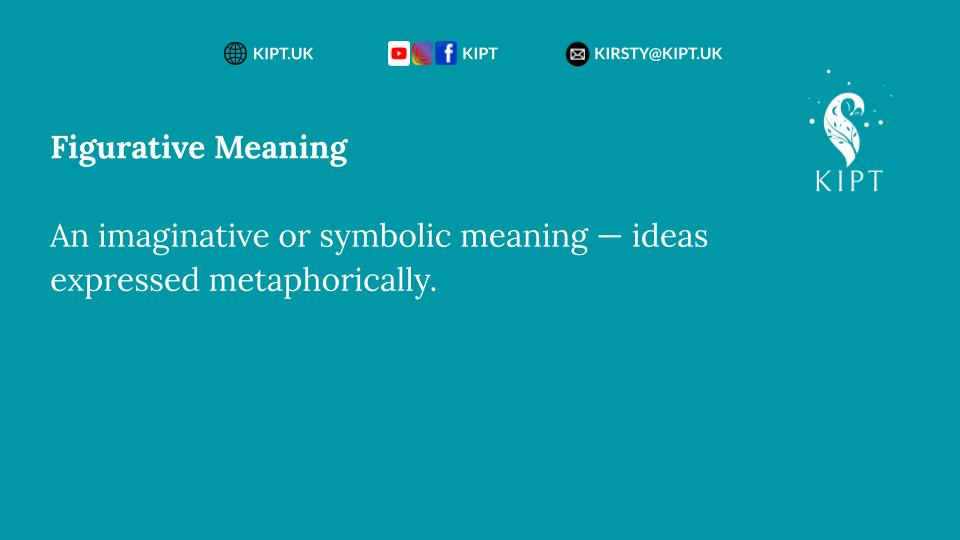 KIPT.UK
KIPT
KIRSTY@KIPT.UK
KIPT
Figurative Meaning
An imaginative or symbolic meaning — ideas
expressed metaphorically.